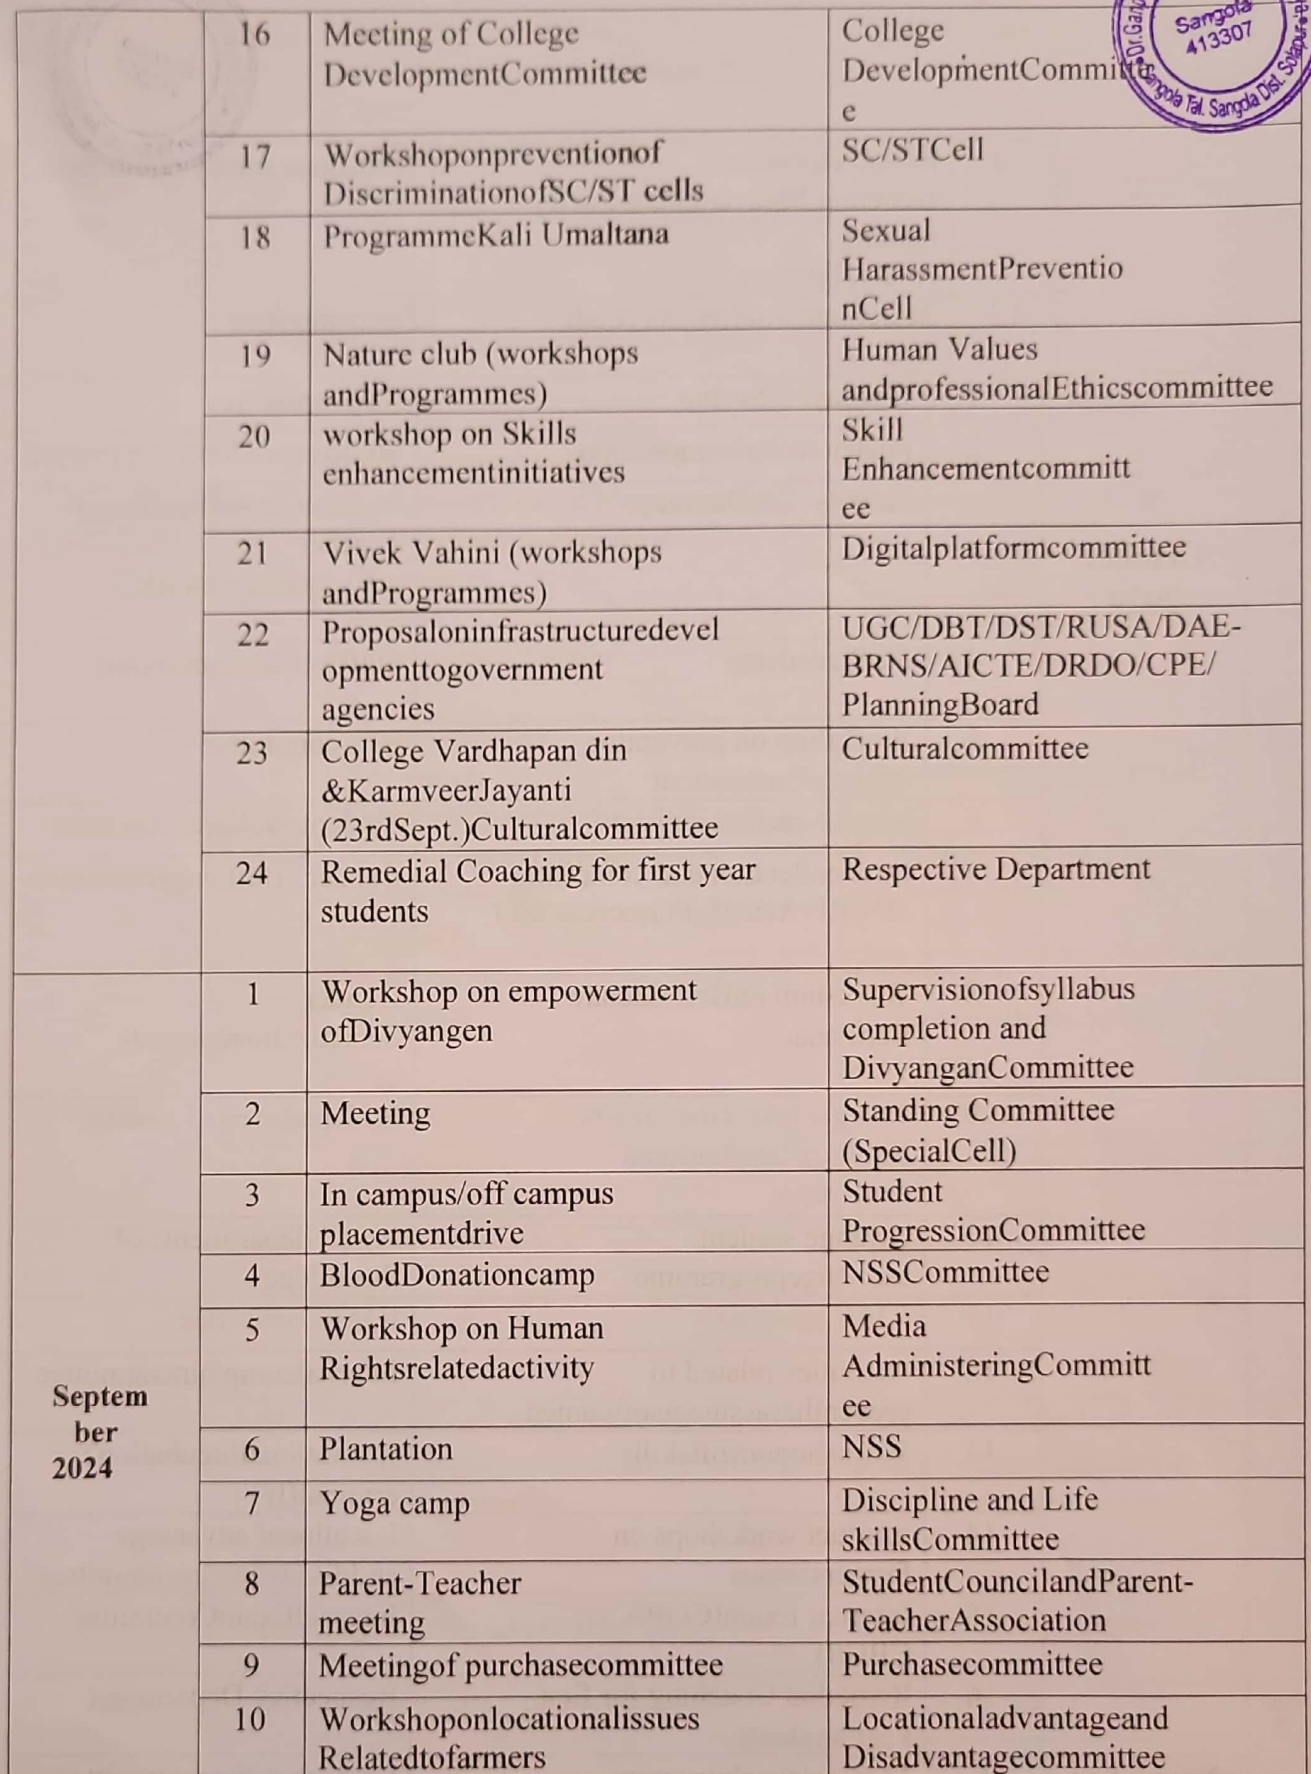 Sangola
413307
Sangola Tal. Sangola Dist. Solapur
16 Meeting of College College
DevelopmentCommittee DevelopmentCommitte
e
17 Workshoponpreventionof SC/STCell
DiscriminationofSC/ST cells
18 ProgrammeKali Umaltana Sexual
HarassmentPreventio
nCell
19 Nature club (workshops Human Values
andProgrammes) andprofessionalEthicscommittee
20 workshop on Skills Skill
enhancementinitiatives Enhancementcommitt
ee
21 Vivek Vahini (workshops Digitalplatformcommittee
andProgrammes)
22 Proposaloninfrastructuredevel UGC/DBT/DST/RUSA/DAE-
opmenttogovernment BRNS/AICTE/DRDO/CPE/
agencies PlanningBoard
23 College Vardhapan din Culturalcommittee
&KarmveerJayanti
(23rdSept.)Culturalcommittee
24 Remedial Coaching for first year Respective Department
students
1 Workshop on empowerment Supervisionofsyllabus
ofDivyangen completion and
DivyanganCommittee
2 Meeting Standing Committee
(SpecialCell)
3 In campus/off campus Student
placementdrive ProgressionCommittee
4 BloodDonationcamp NSSCommittee
5 Workshop on Human Media
Rightsrelatedactivity AdministeringCommitt
ee
Septem
ber
2024
6 Plantation NSS
7 Yoga camp Discipline and Life
skillsCommittee
8 Parent-Teacher StudentCouncilandParent-
meeting TeacherAssociation
9 Meetingof purchasecommittee Purchasecommittee
10 Workshoponlocationalissues Locationaladvantageand
Relatedtofarmers Disadvantagecommittee